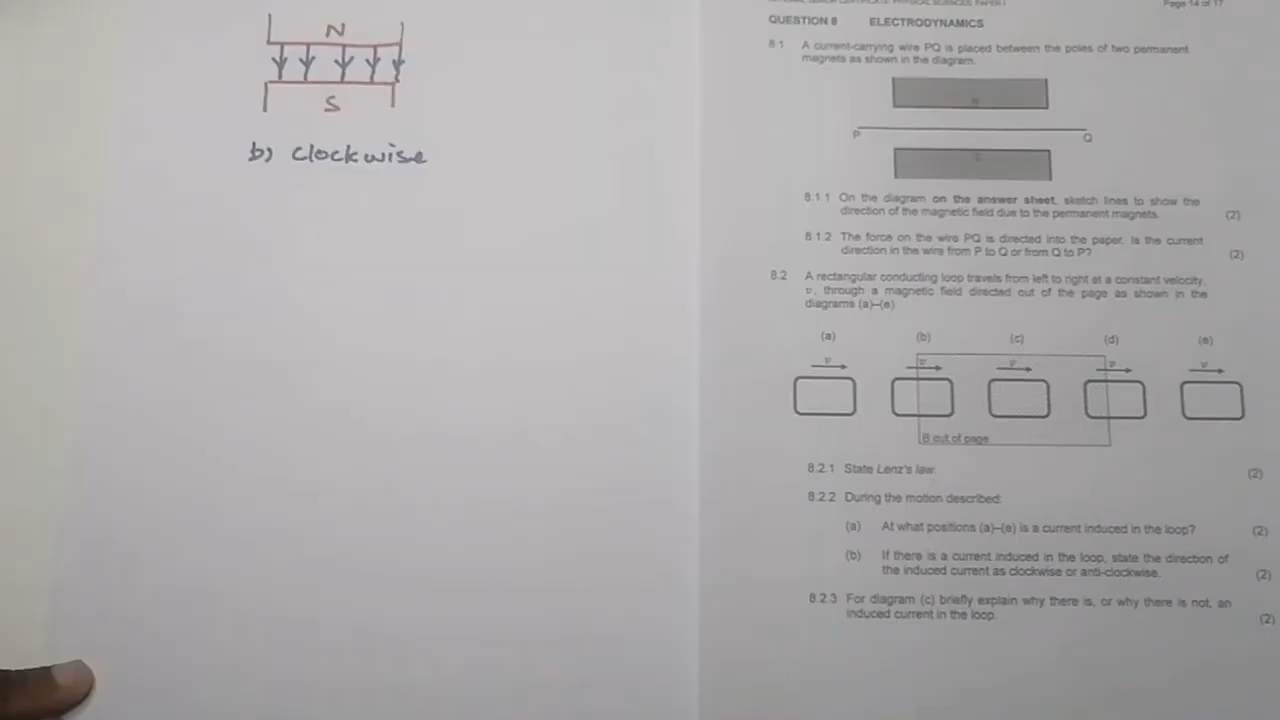 N
S
b) clockwise
Page 14 of 17
QUESTION 8 ELECTRODYNAMICS
8.1 A current-carrying wire PQ is placed between the poles of two permanent
magnets as shown in the diagram.
P
Q
8.1.1 On the diagram on the answer sheet, sketch lines to show the
direction of the magnetic field due to the permanent magnets. (2)
8.1.2 The force on the wire PQ is directed into the paper. Is the current
direction in the wire from P to Q or from Q to P? (2)
8.2 A rectangular conducting loop travels from left to right at a constant velocity,
v, through a magnetic field directed out of the page as shown in the
diagrams (a)–(e)
(a) (b) (c) (d) (e)
v v v v v
B out of page
8.2.1 State Lenz's law. (2)
8.2.2 During the motion described:
(a) At what positions (a)–(e) is a current induced in the loop? (2)
(b) If there is a current induced in the loop, state the direction of
the induced current as clockwise or anti-clockwise. (2)
8.2.3 For diagram (c) briefly explain why there is, or why there is not, an
induced current in the loop. (2)